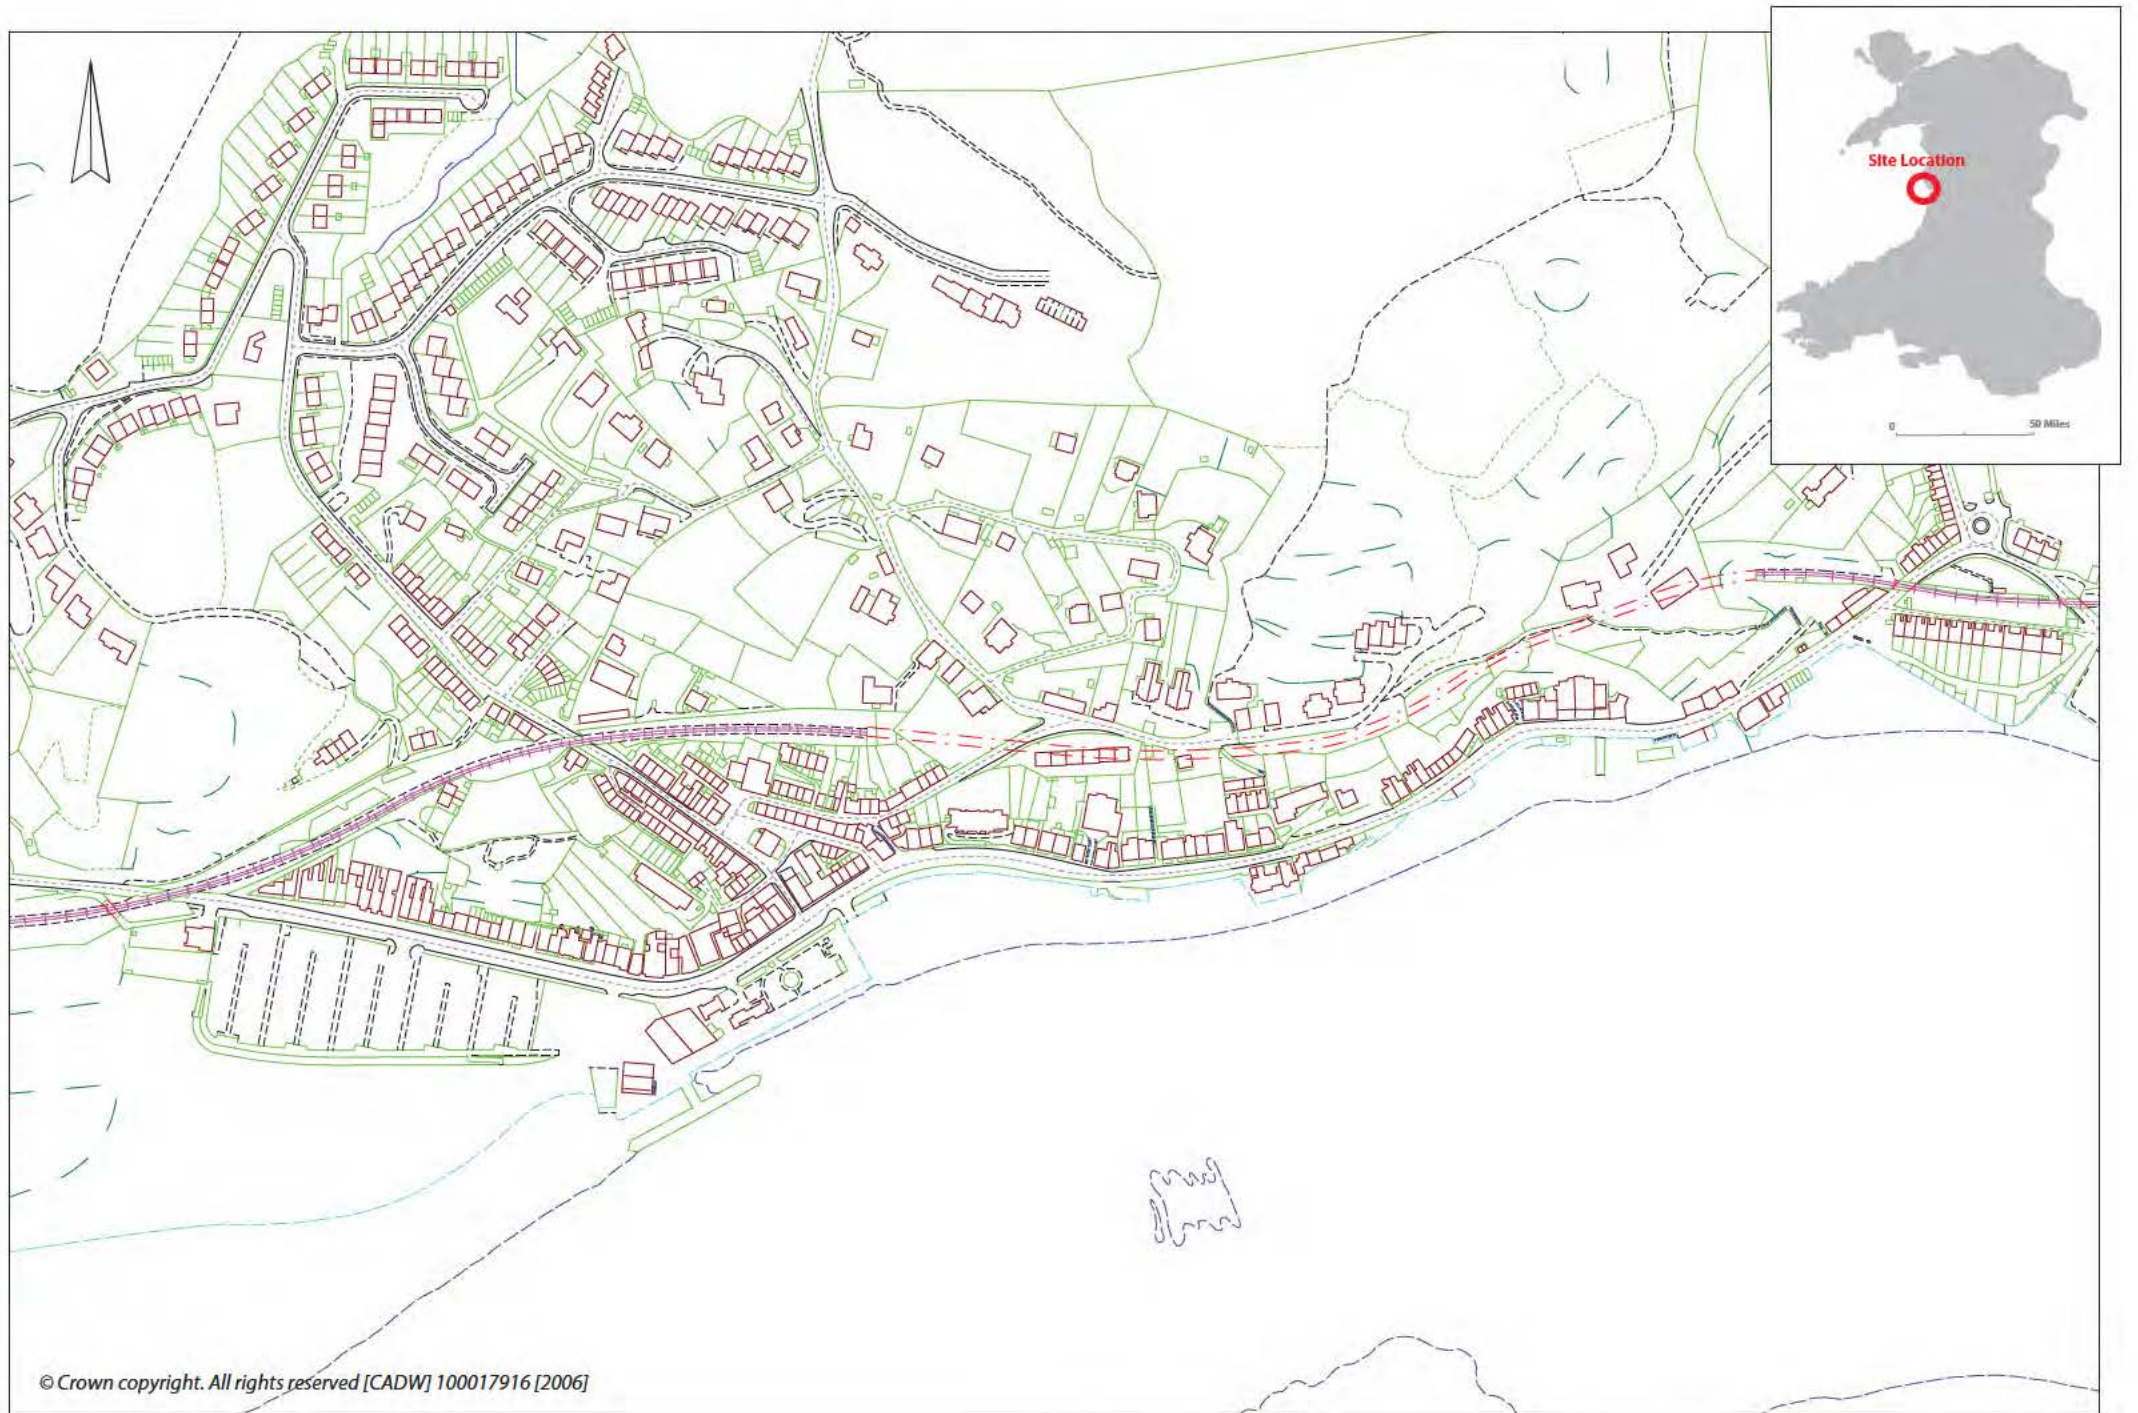 Site Location
0 50 Miles
© Crown copyright. All rights reserved [CADW] 100017916 [2006]